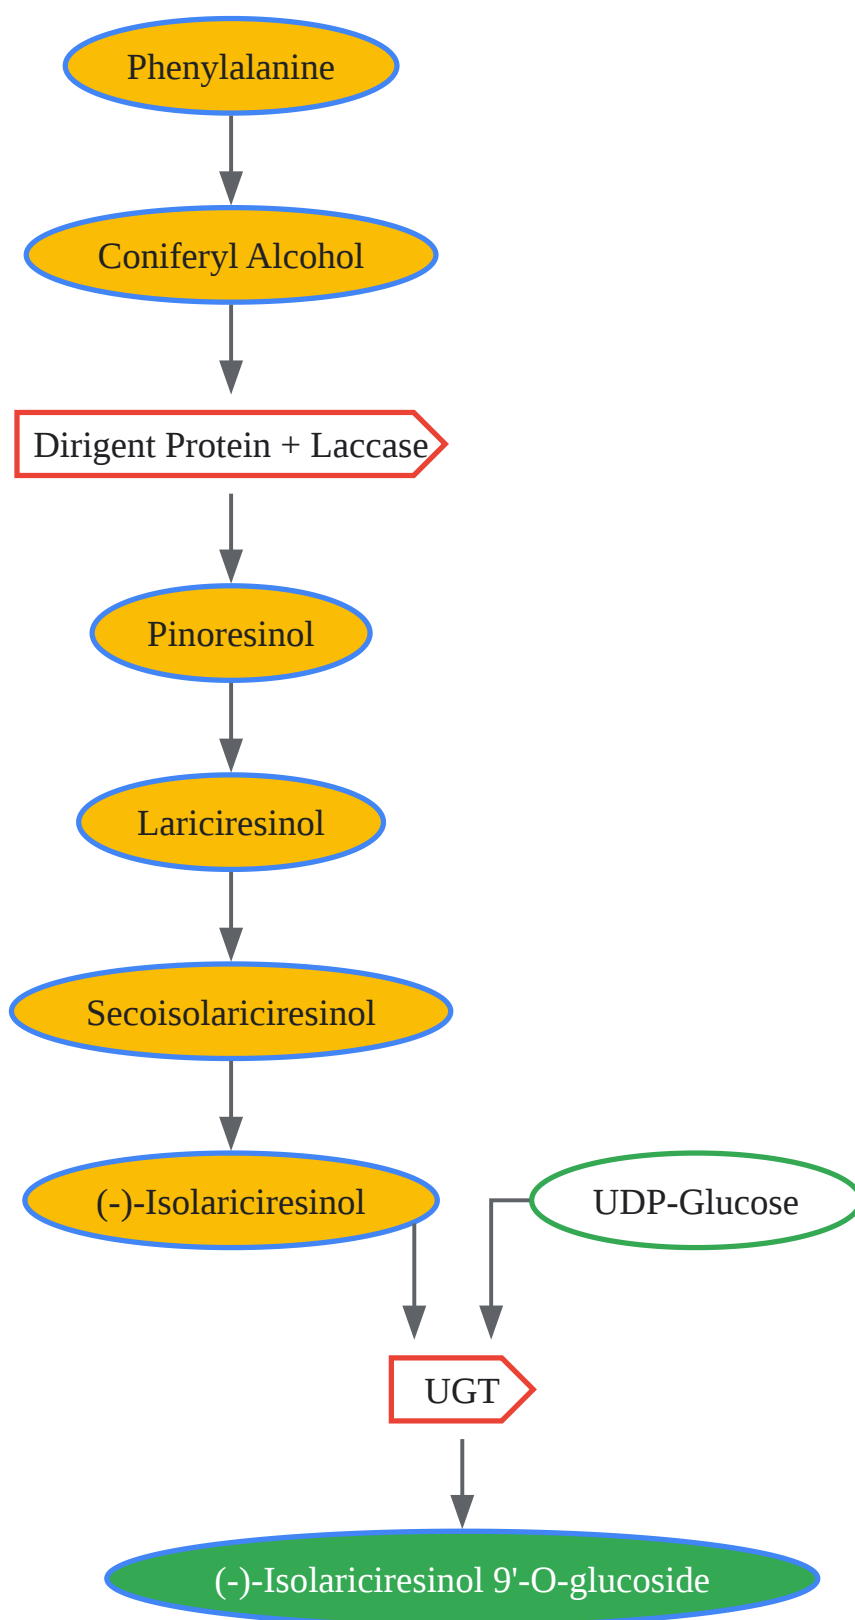 Phenylalanine
Coniferyl Alcohol
Dirigent Protein + Laccase
Pinoresinol
Lariciresinol
Secoisolariciresinol
(-)-Isolariciresinol
UDP-Glucose
UGT
(-)-Isolariciresinol 9'-O-glucoside